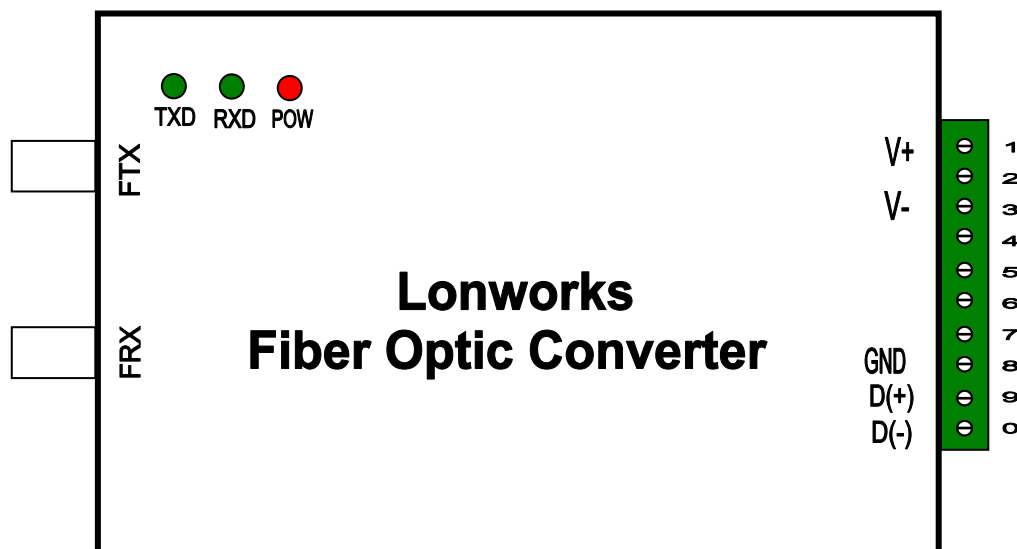 TXD RXD POW
FTX
FRX
Lonworks
Fiber Optic Converter
V+
V-
GND
D(+)
D(-)
1
2
3
4
5
6
7
8
9
0